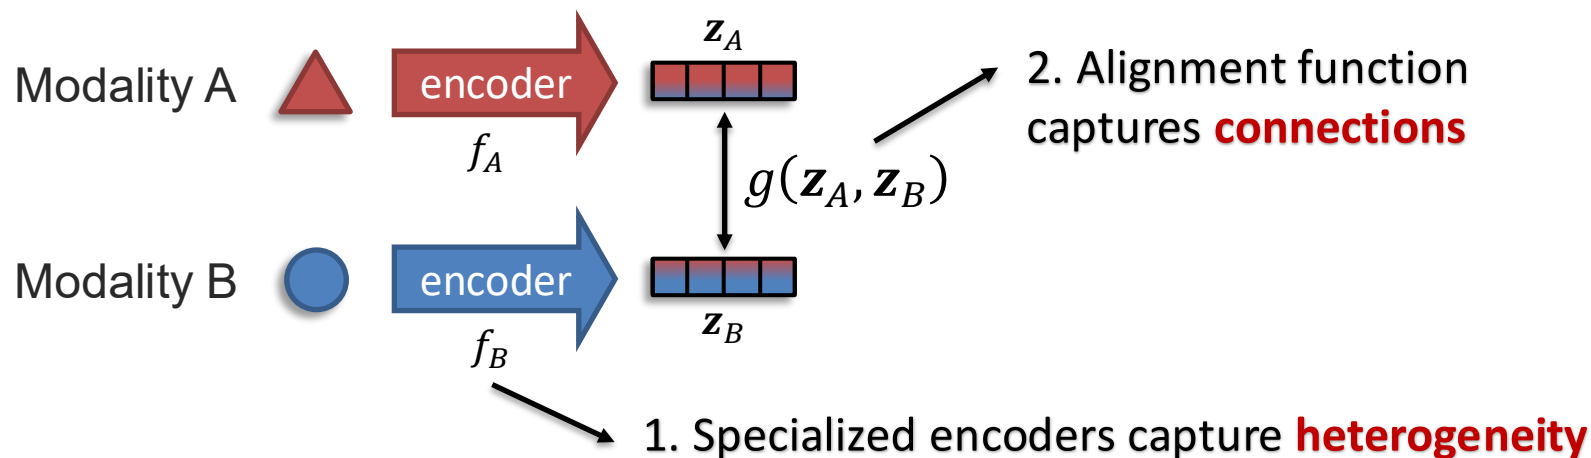 Modality A
encoder
f_A
z_A
g(z_A, z_B)
2. Alignment function
captures connections
Modality B
encoder
f_B
z_B
1. Specialized encoders capture heterogeneity